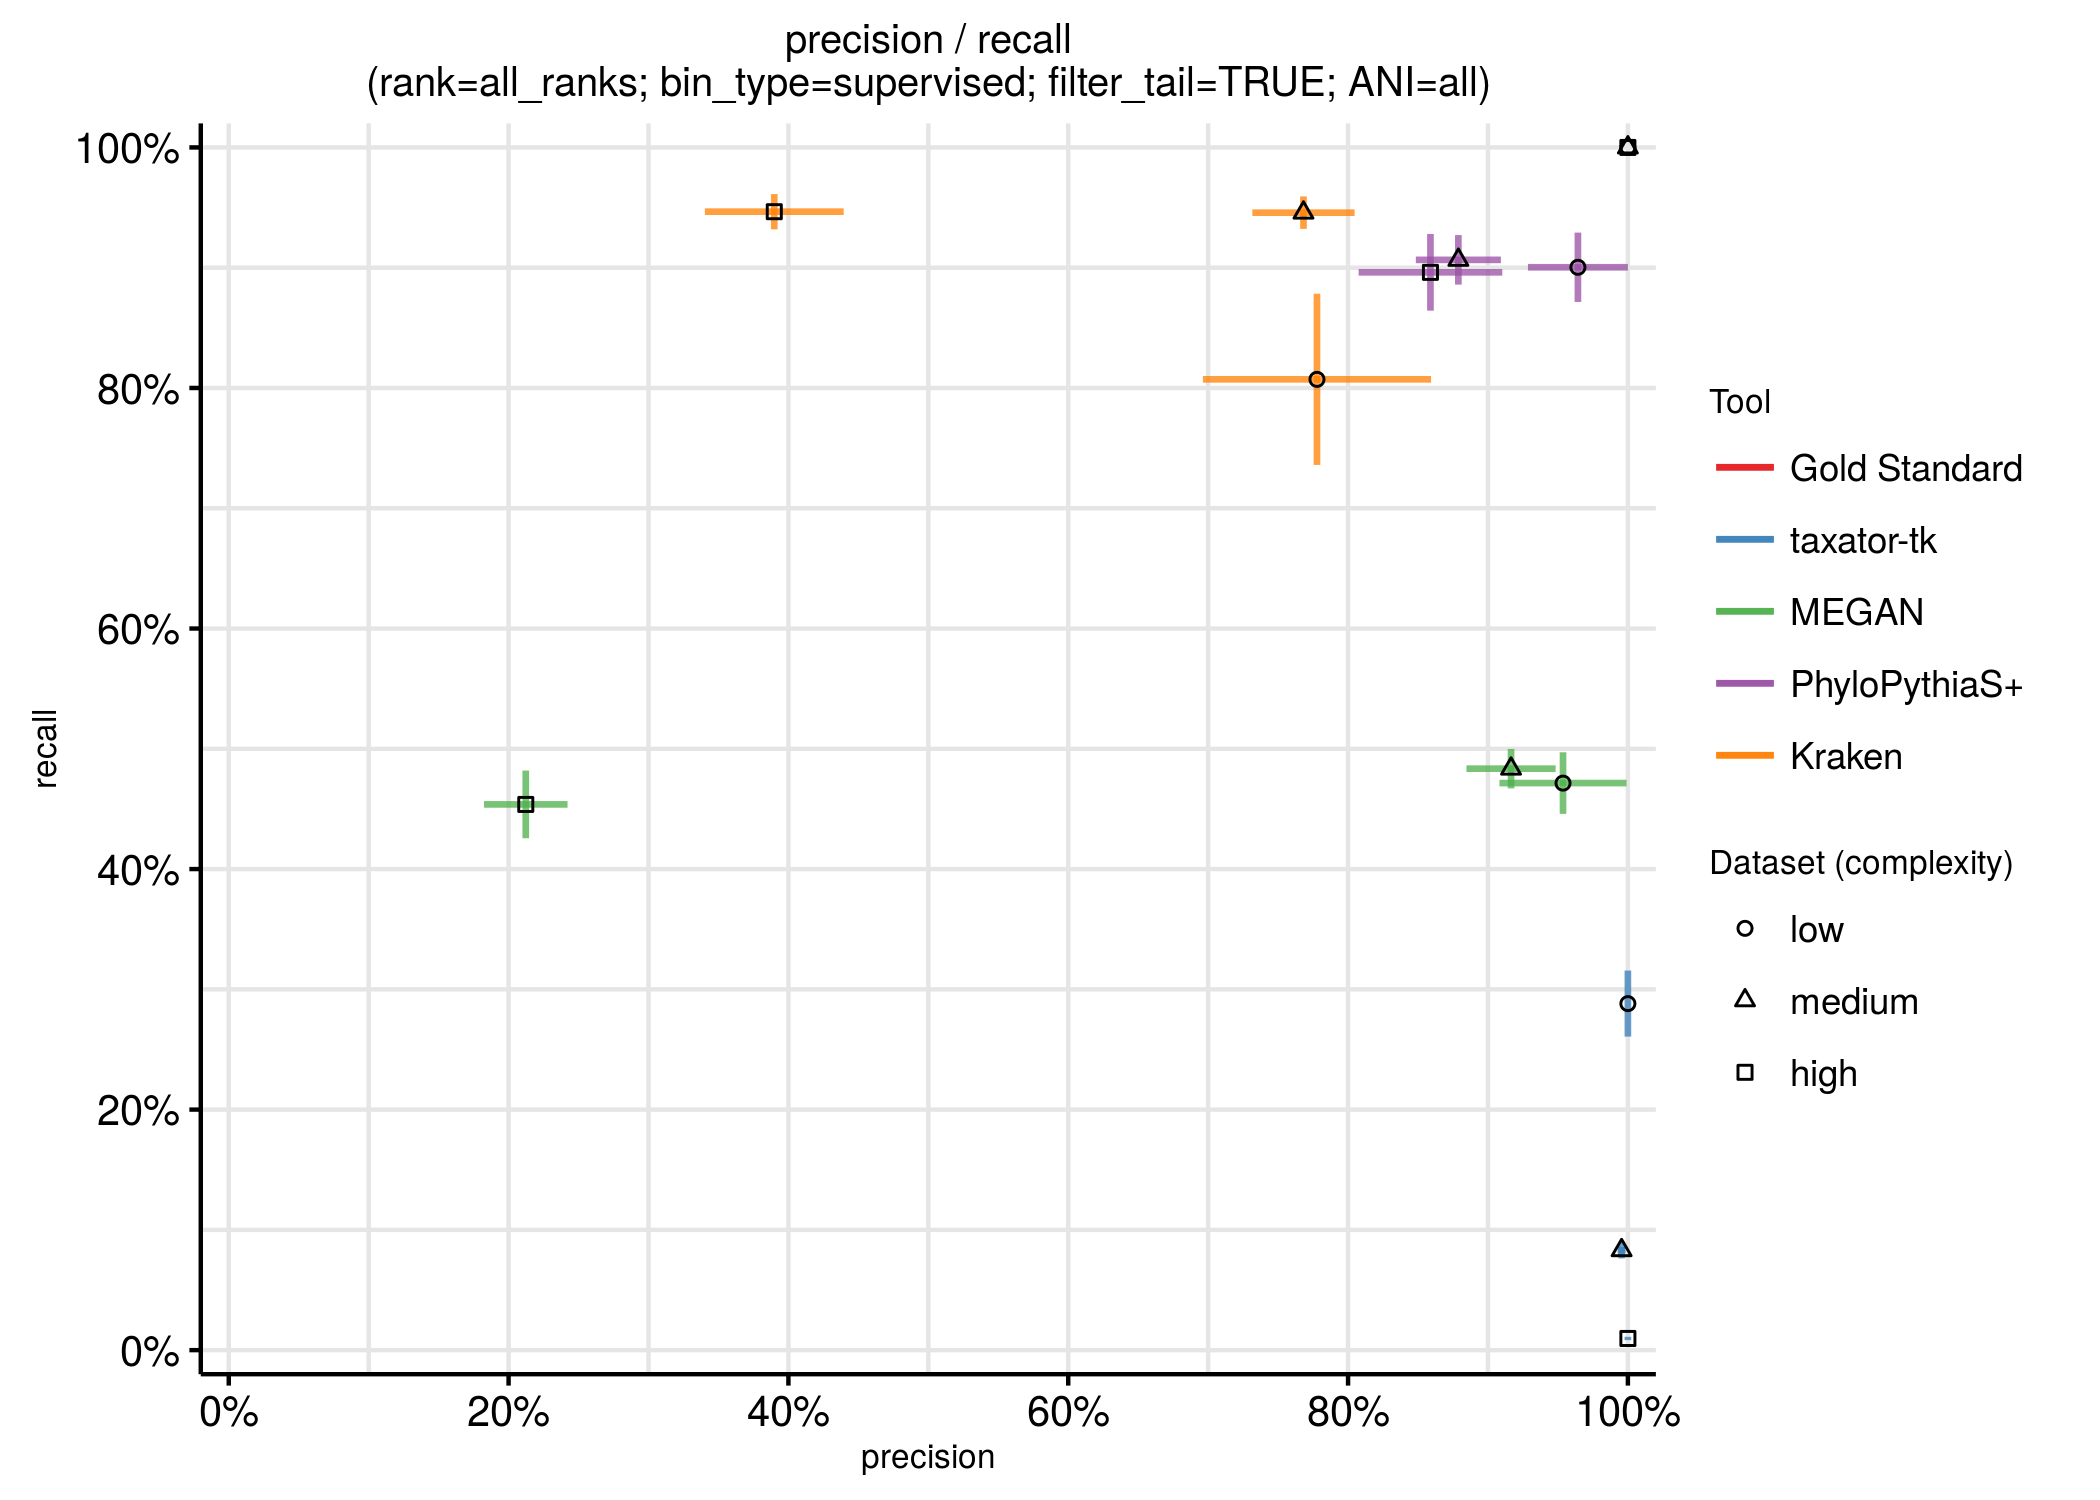 precision / recall
(rank=all_ranks; bin_type=supervised; filter_tail=TRUE; ANI=all)
100%
80%
60%
40%
20%
0%
recall
0%
20%
40%
60%
80%
100%
precision
Tool
Gold Standard
taxator-tk
MEGAN
PhyloPythiaS+
Kraken
Dataset (complexity)
low
medium
high